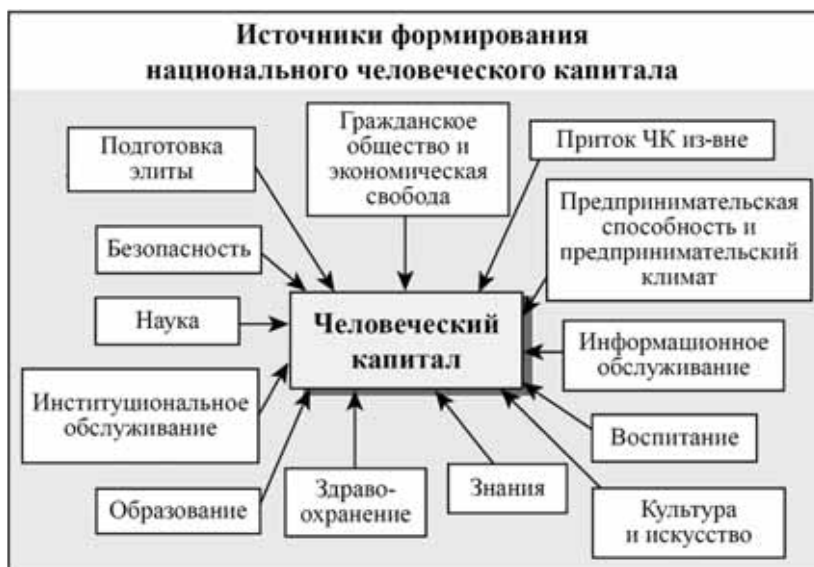 Источники формирования
национального человеческого капитала
Подготовка
элиты
Гражданское
общество и
экономическая
свобода
Приток ЧК из-вне
Предпринимательская
способность и
предпринимательский
климат
Безопасность
Наука
Человеческий
капитал
Информационное
обслуживание
Институциональное
обслуживание
Воспитание
Образование
Здраво-
охранение
Знания
Культура
и искусство